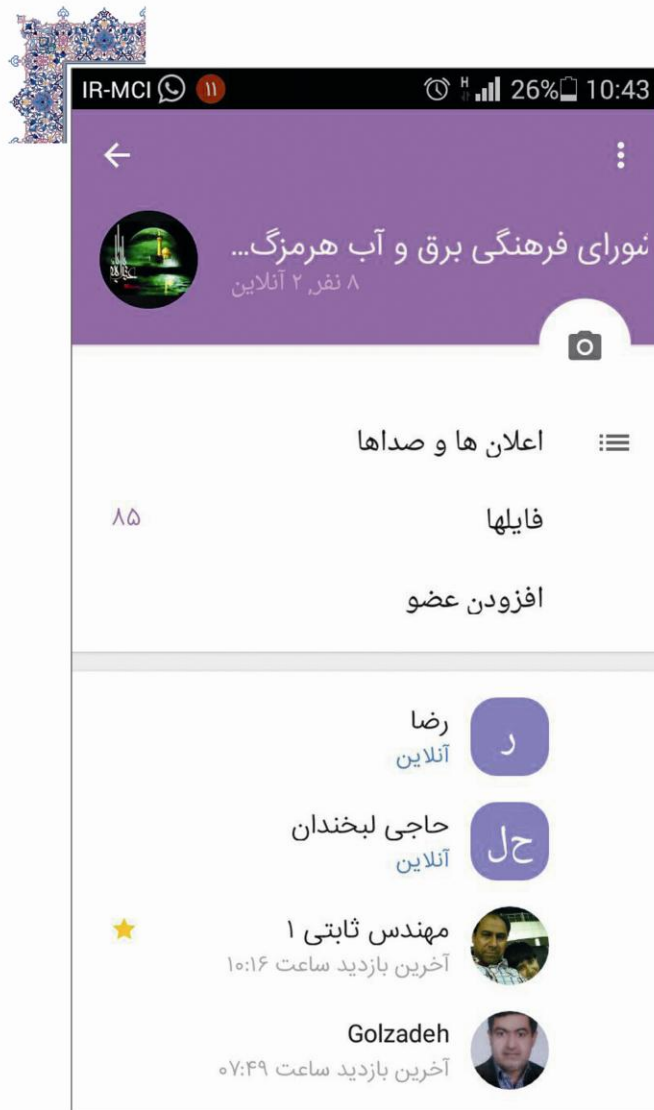 IR-MCI ۱۱ H 26% 10:43
شورای فرهنگی برق و آب هرمزگ...
۸ نفر, ۲ آنلاین
اعلان ها و صداها
فایلها ۸۵
افزودن عضو
ر
رضا
آنلاین
ح‌ل
حاجی لبخندان
آنلاین
مهندس ثابتی ۱
آخرین بازدید ساعت ۱۰:۱۶
Golzadeh
آخرین بازدید ساعت ۰۷:۴۹